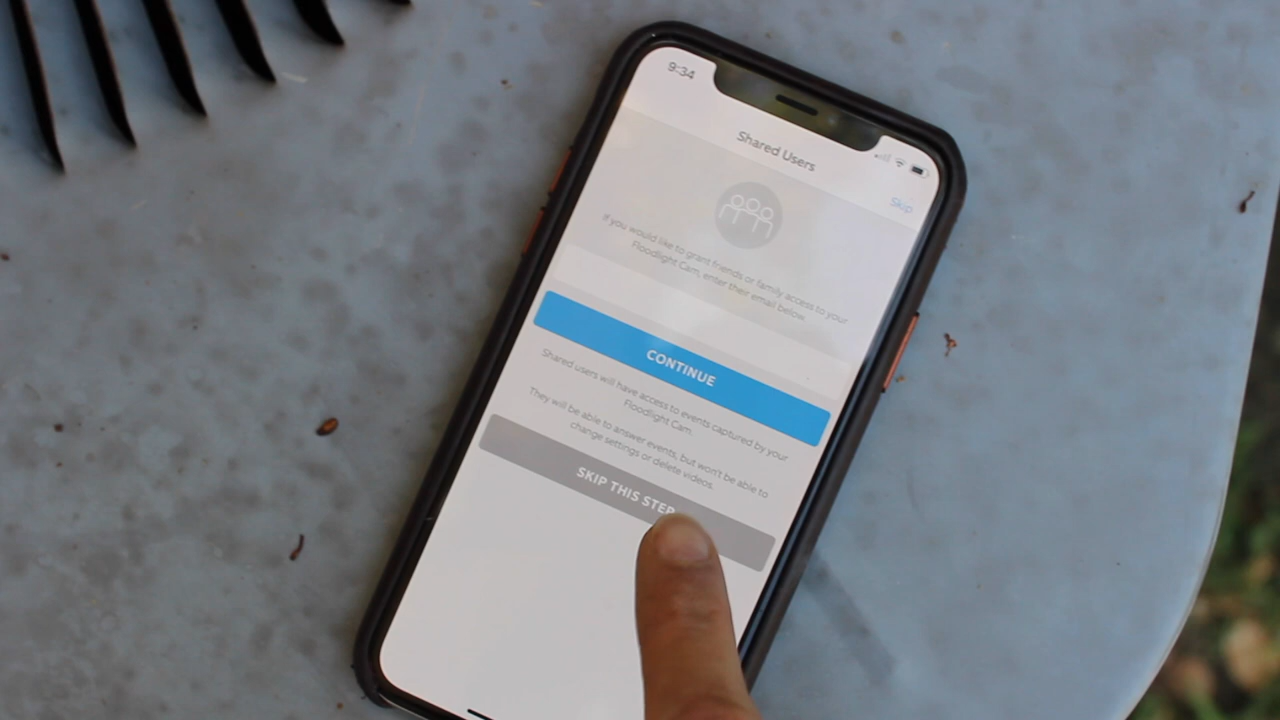 9:34
Shared Users
Skip
If you would like to grant friends or family access to your
Floodlight Cam, enter their email below.
CONTINUE
Shared users will have access to events captured by your
Floodlight Cam.
They will be able to answer events, but won't be able to
change settings or delete videos.
SKIP THIS STEP